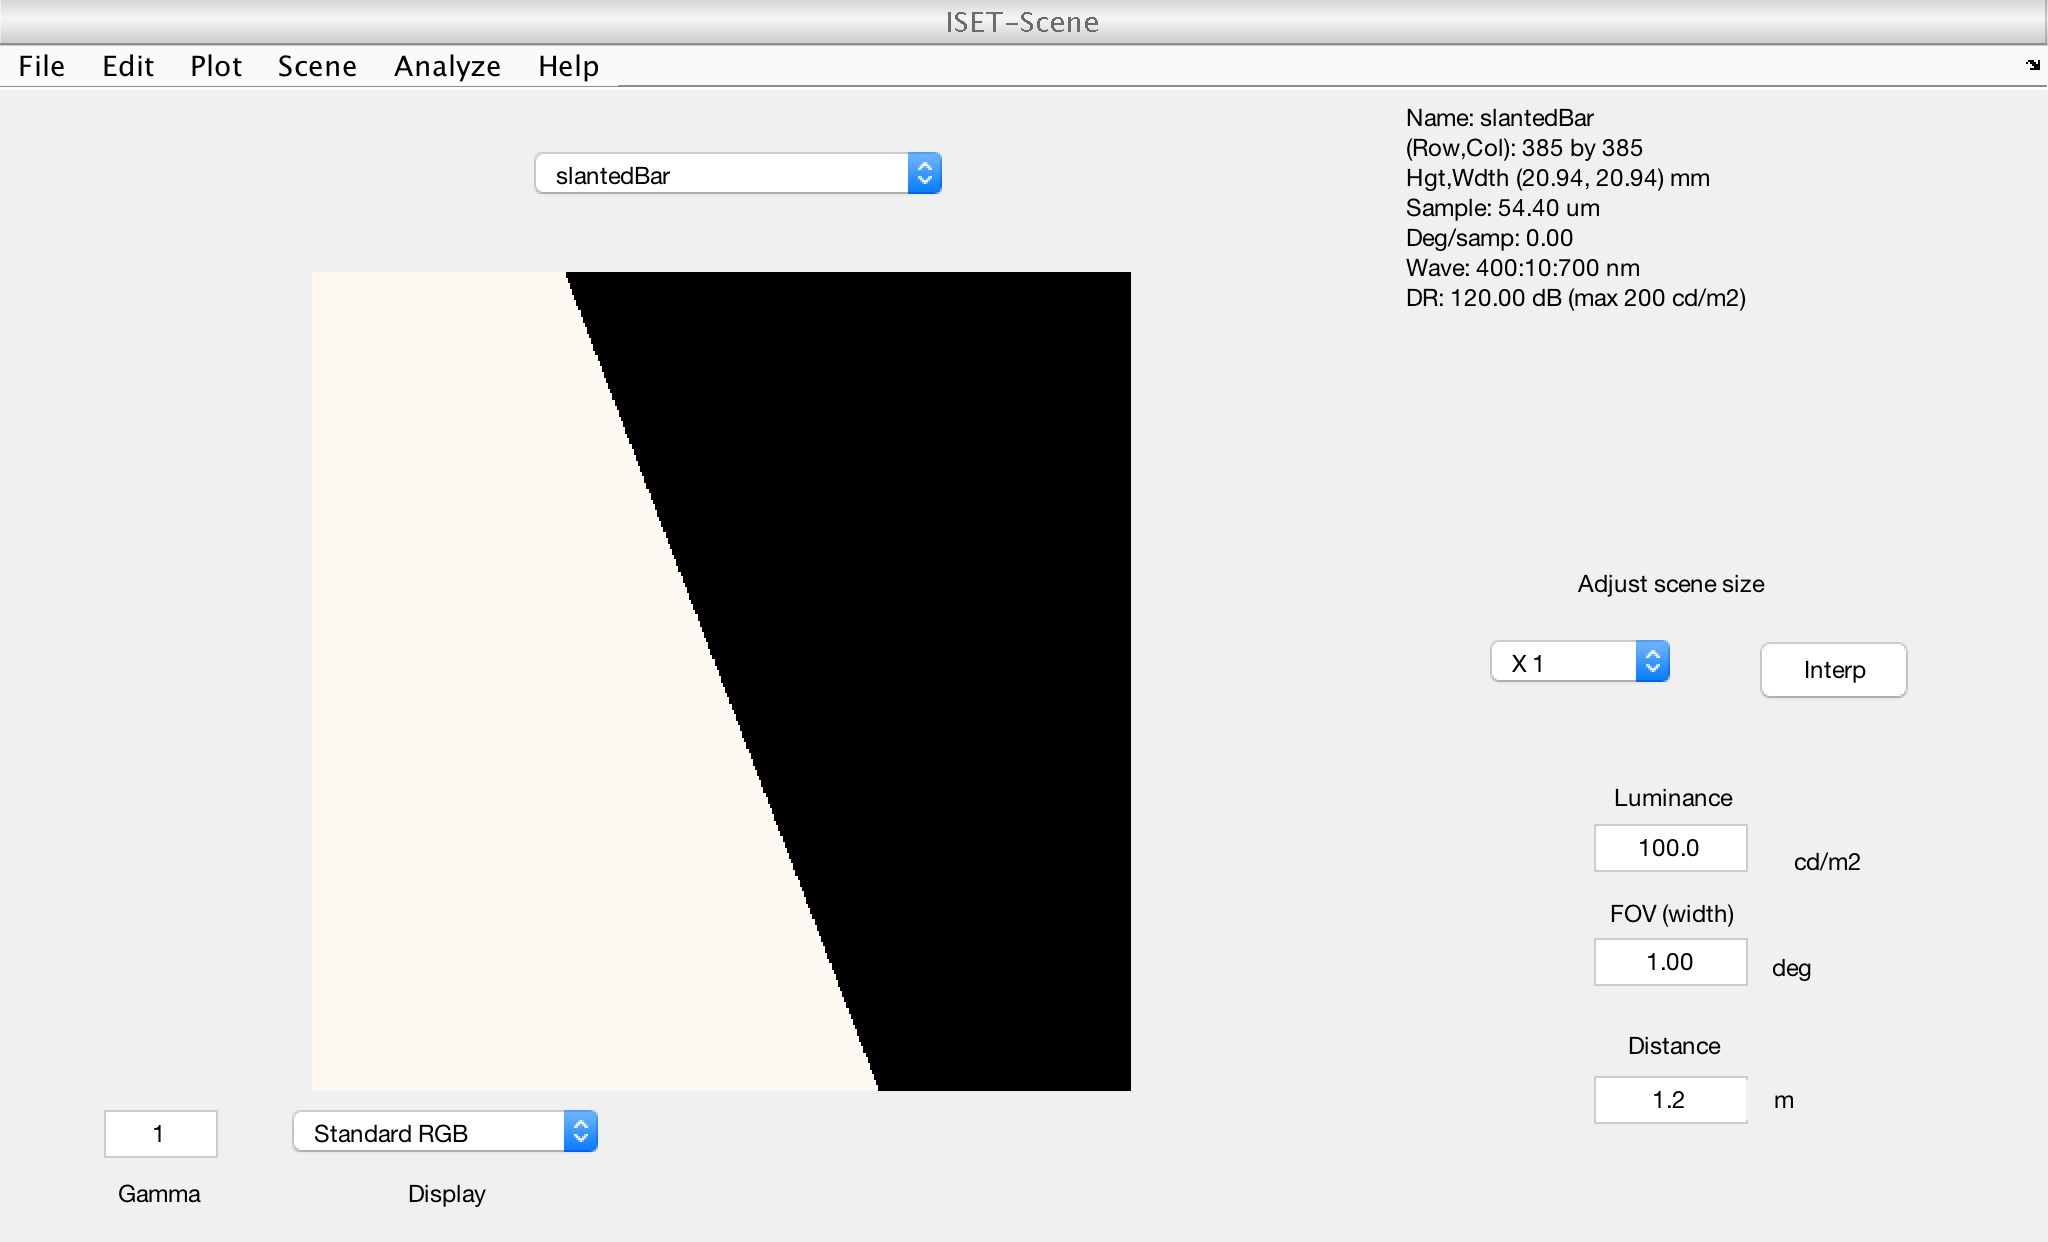 ISET-Scene
File Edit Plot Scene Analyze Help
slantedBar
Name: slantedBar
(Row,Col): 385 by 385
Hgt,Wdth (20.94, 20.94) mm
Sample: 54.40 um
Deg/samp: 0.00
Wave: 400:10:700 nm
DR: 120.00 dB (max 200 cd/m2)
Adjust scene size
X 1 Interp
Luminance
100.0 cd/m2
FOV (width)
1.00 deg
Distance
1.2 m
1 Standard RGB
Gamma Display